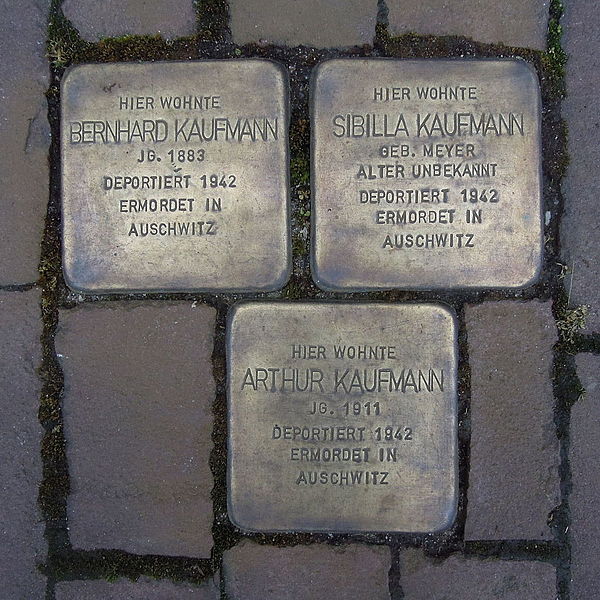 HIER WOHNTE
BERNHARD KAUFMANN
JG. 1883
DEPORTIERT 1942
ERMORDET IN
AUSCHWITZ
HIER WOHNTE
SIBILLA KAUFMANN
GEB. MEYER
ALTER UNBEKANNT
DEPORTIERT 1942
ERMORDET IN
AUSCHWITZ
HIER WOHNTE
ARTHUR KAUFMANN
JG. 1911
DEPORTIERT 1942
ERMORDET IN
AUSCHWITZ